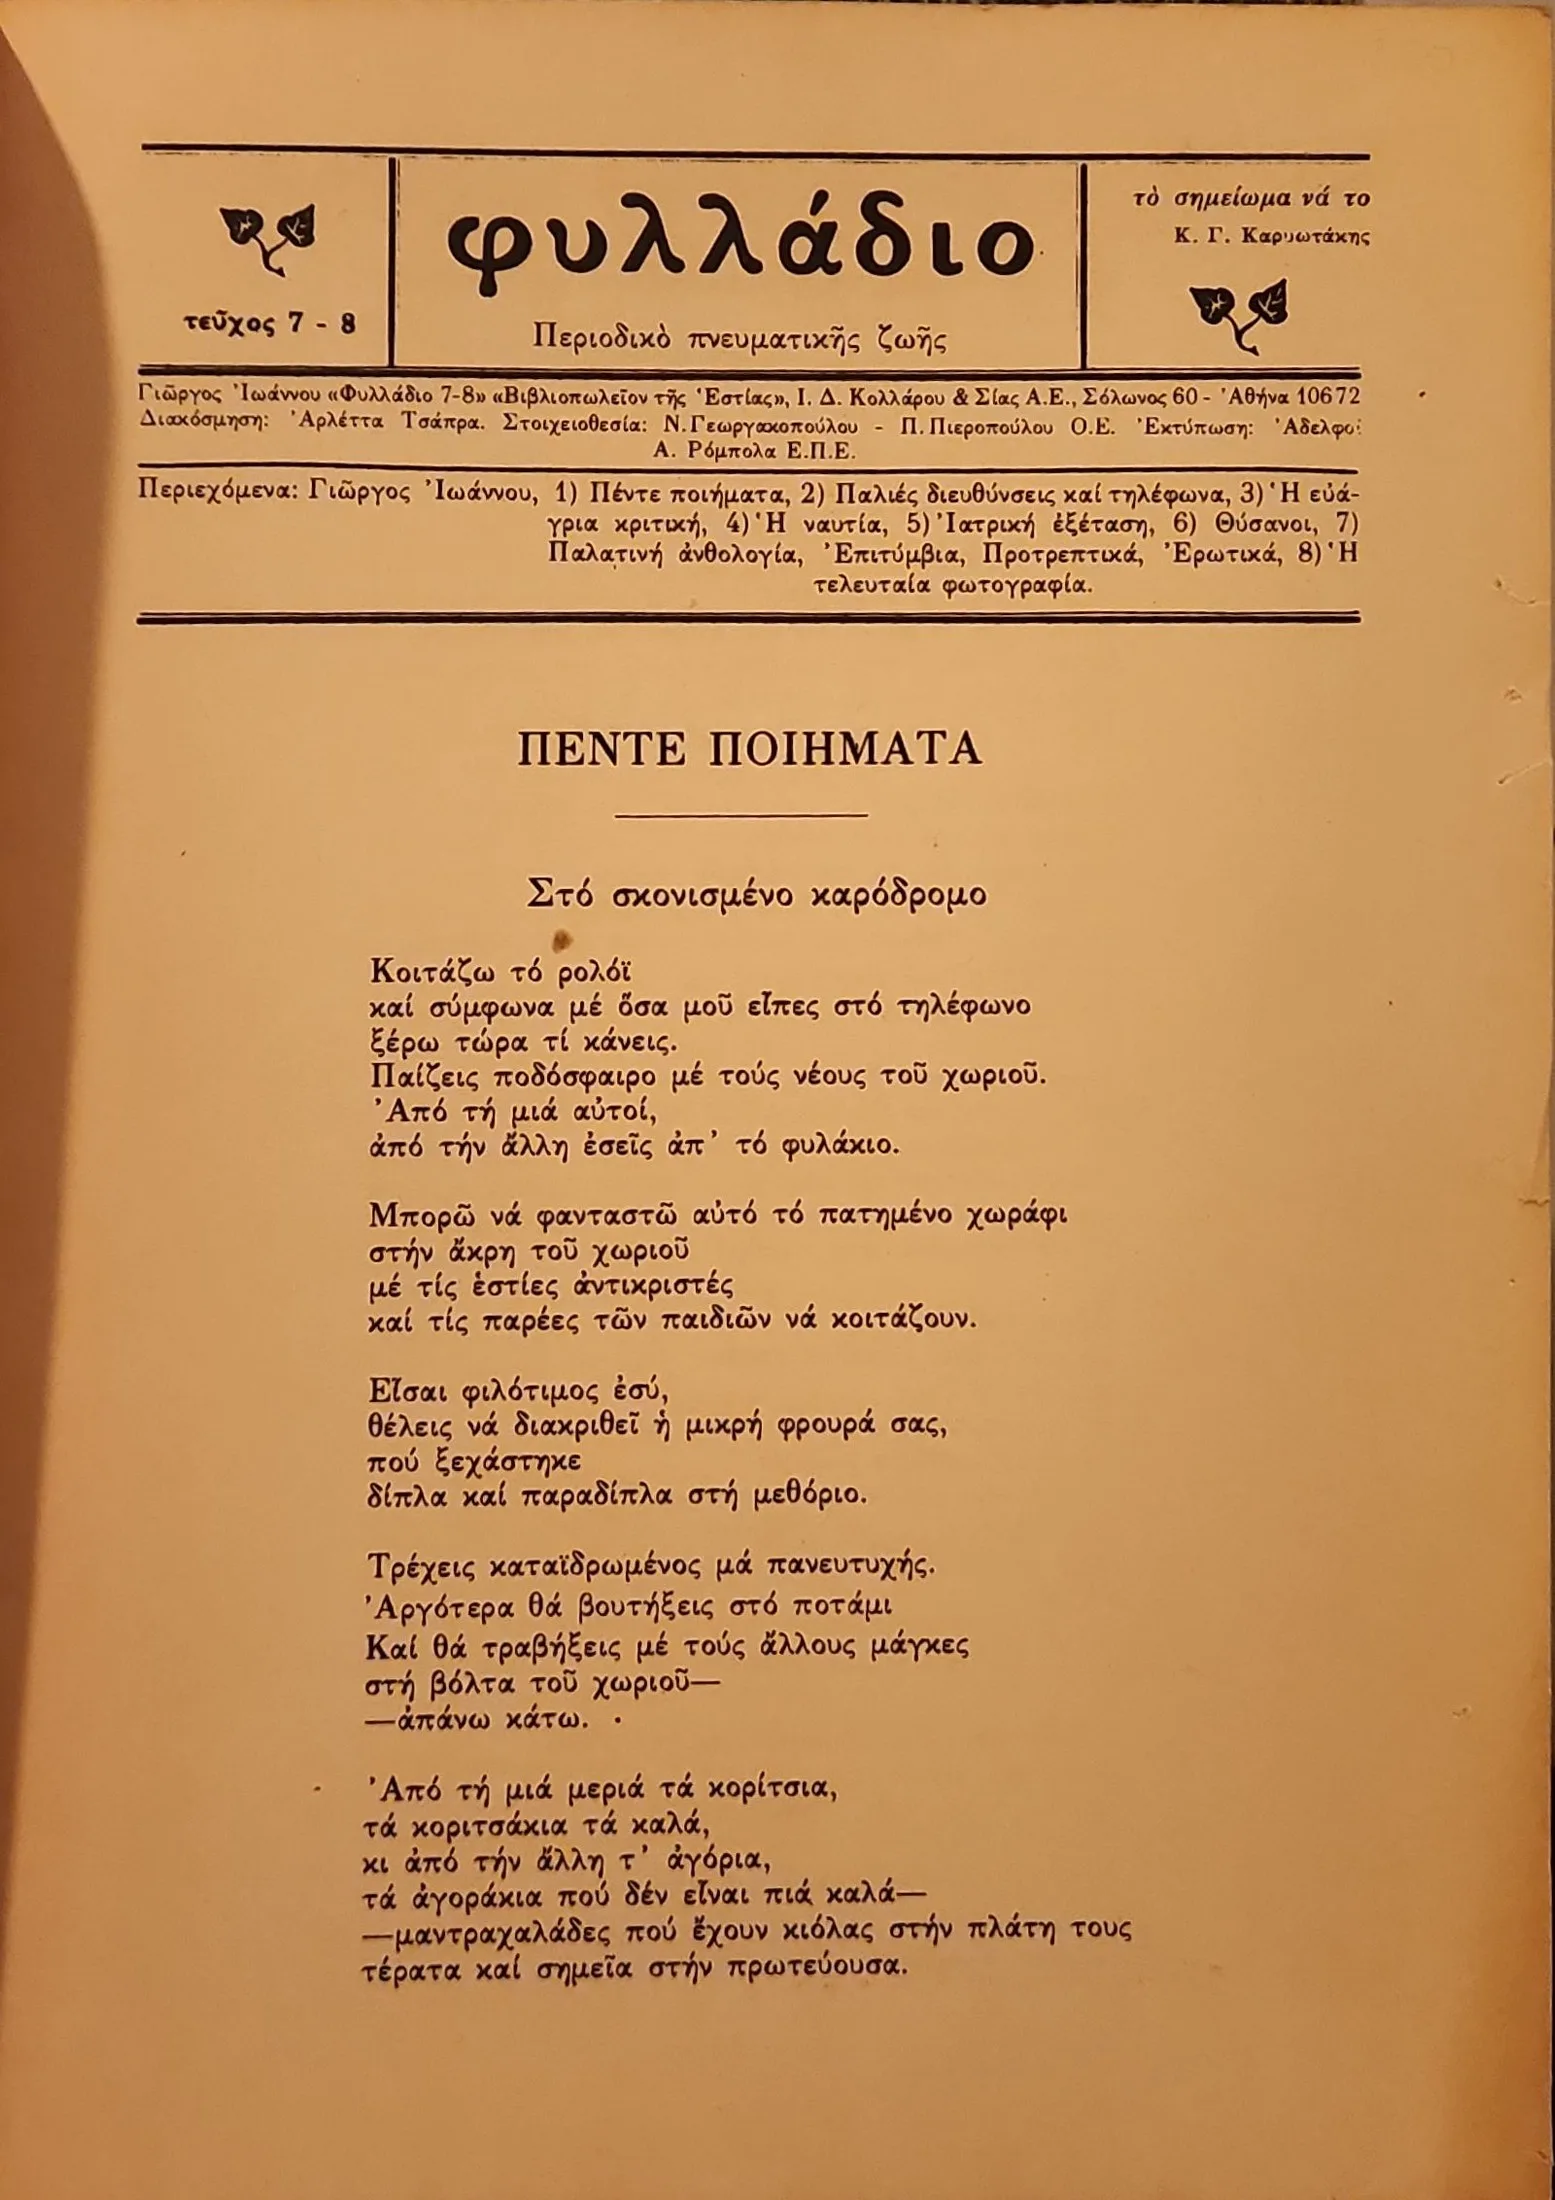 τεῦχος 7 - 8
φυλλάδιο
Περιοδικὸ πνευματικῆς ζωῆς
τὸ σημείωμα νά το
Κ. Γ. Καρυωτάκης
Γιῶργος Ἰωάννου «Φυλλάδιο 7-8» «Βιβλιοπωλεῖον τῆς Ἑστίας», Ι. Δ. Κολλάρου & Σίας Α.Ε., Σόλωνος 60 - Ἀθήνα 10672
Διακόσμηση: Ἀρλέττα Τσάπρα. Στοιχειοθεσία: Ν. Γεωργακοπούλου - Π. Πιεροπούλου Ο.Ε. Ἐκτύπωση: Ἀδελφοί
Α. Ρόμπολα Ε.Π.Ε.
Περιεχόμενα: Γιῶργος Ἰωάννου, 1) Πέντε ποιήματα, 2) Παλιές διευθύνσεις καί τηλέφωνα, 3) Ἡ εὐά-
γρια κριτική, 4) Ἡ ναυτία, 5) Ἰατρική ἐξέταση, 6) Θύσανοι, 7)
Παλατινή ἀνθολογία, Ἐπιτύμβια, Προτρεπτικά, Ἐρωτικά, 8) Ἡ
τελευταία φωτογραφία.
ΠΕΝΤΕ ΠΟΙΗΜΑΤΑ
Στό σκονισμένο καρόδρομο
Κοιτάζω τό ρολόϊ
καί σύμφωνα μέ ὅσα μοῦ εἶπες στό τηλέφωνο
ξέρω τώρα τί κάνεις.
Παίζεις ποδόσφαιρο μέ τούς νέους τοῦ χωριοῦ.
Ἀπό τή μιά αὐτοί,
ἀπό τήν ἄλλη ἐσεῖς ἀπ' τό φυλάκιο.
Μπορῶ νά φανταστῶ αὐτό τό πατημένο χωράφι
στήν ἄκρη τοῦ χωριοῦ
μέ τίς ἑστίες ἀντικριστές
καί τίς παρέες τῶν παιδιῶν νά κοιτάζουν.
Εἶσαι φιλότιμος ἐσύ,
θέλεις νά διακριθεῖ ἡ μικρή φρουρά σας,
πού ξεχάστηκε
δίπλα καί παραδίπλα στή μεθόριο.
Τρέχεις καταϊδρωμένος μά πανευτυχής.
Ἀργότερα θά βουτήξεις στό ποτάμι
Καί θά τραβήξεις μέ τούς ἄλλους μάγκες
στή βόλτα τοῦ χωριοῦ—
—ἀπάνω κάτω.
Ἀπό τή μιά μεριά τά κορίτσια,
τά κοριτσάκια τά καλά,
κι ἀπό τήν ἄλλη τ' ἀγόρια,
τά ἀγοράκια πού δέν εἶναι πιά καλά—
—μαντραχαλάδες πού ἔχουν κιόλας στήν πλάτη τους
τέρατα καί σημεῖα στήν πρωτεύουσα.